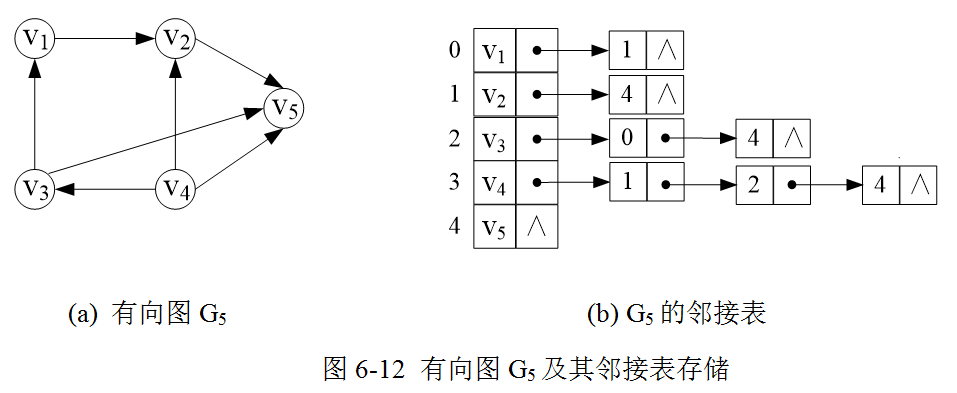 v₁ v₂
v₅
v₃ v₄
0 v₁ 1 ∧
1 v₂ 4 ∧
2 v₃ 0 4 ∧
3 v₄ 1 2 4 ∧
4 v₅ ∧
(a) 有向图 G₅
(b) G₅ 的邻接表
图 6-12 有向图 G₅ 及其邻接表存储